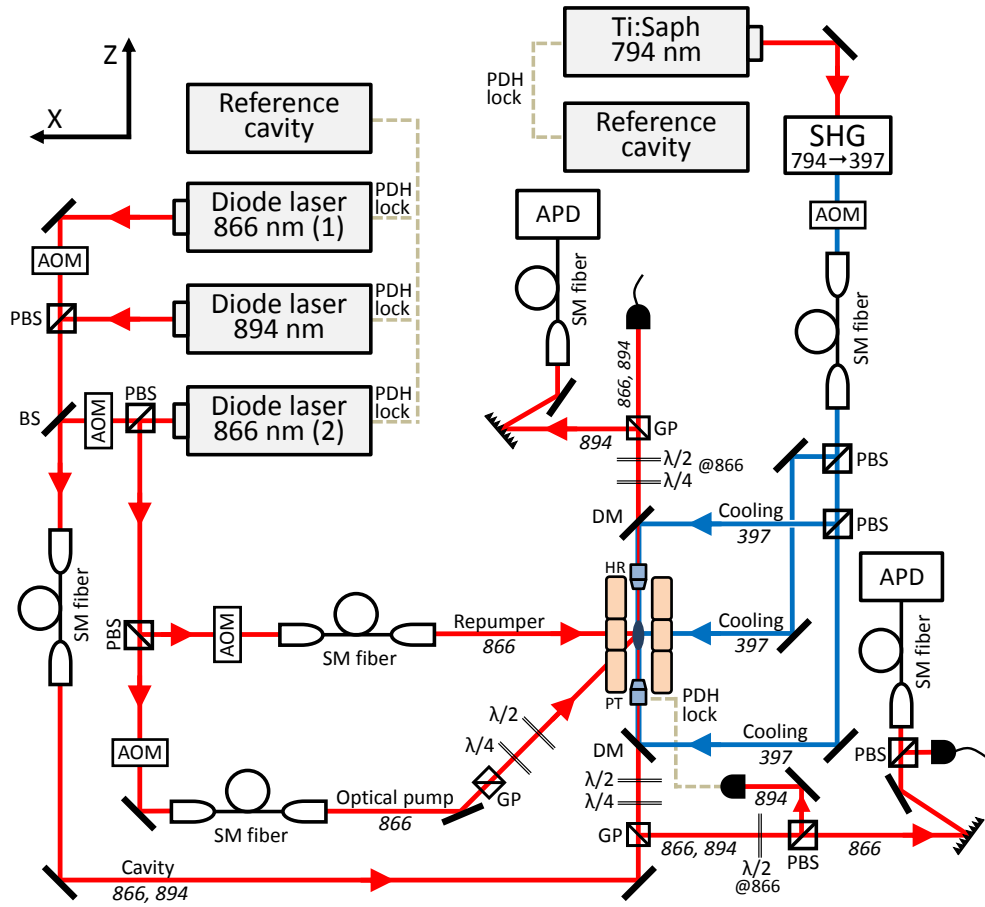 Z
X
Reference
cavity
Ti:Saph
794 nm
PDH
lock
Reference
cavity
SHG
794→397
AOM
SM fiber
Diode laser
866 nm (1)
PDH
lock
AOM
PBS
Diode laser
894 nm
PDH
lock
APD
SM fiber
866, 894
894
GP
λ/2
λ/4
@866
BS
AOM
PBS
Diode laser
866 nm (2)
PDH
lock
PBS
PBS
DM
Cooling
397
HR
PT
Cooling
397
SM fiber
PBS
AOM
SM fiber
Repumper
866
APD
SM fiber
PDH
lock
DM
Cooling
397
λ/2
λ/4
GP
AOM
SM fiber
Optical pump
866
λ/2
λ/4
GP
866, 894
λ/2
@866
894
PBS
866
PBS
Cavity
866, 894